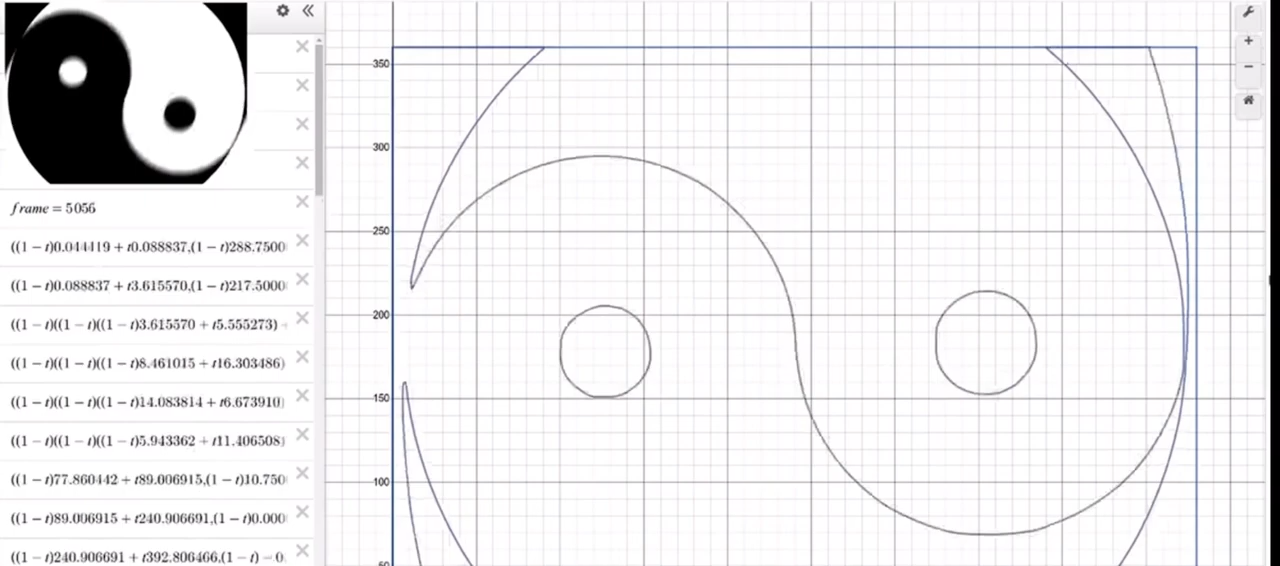 frame = 5056
((1 − t)0.044419 + t0.088837,(1 − t)288.7500
((1 − t)0.088837 + t3.615570,(1 − t)217.5000
((1 − t)((1 − t)((1 − t)3.615570 + t5.555273) +
((1 − t)((1 − t)((1 − t)8.461015 + t16.303486)
((1 − t)((1 − t)((1 − t)14.083814 + t6.673910)
((1 − t)((1 − t)((1 − t)5.943362 + t11.406508)
((1 − t)77.860442 + t89.006915,(1 − t)10.750
((1 − t)89.006915 + t240.906691,(1 − t)0.000
((1 − t)240.906691 + t392.806466,(1 − t) − 0
350
300
250
200
150
100
50